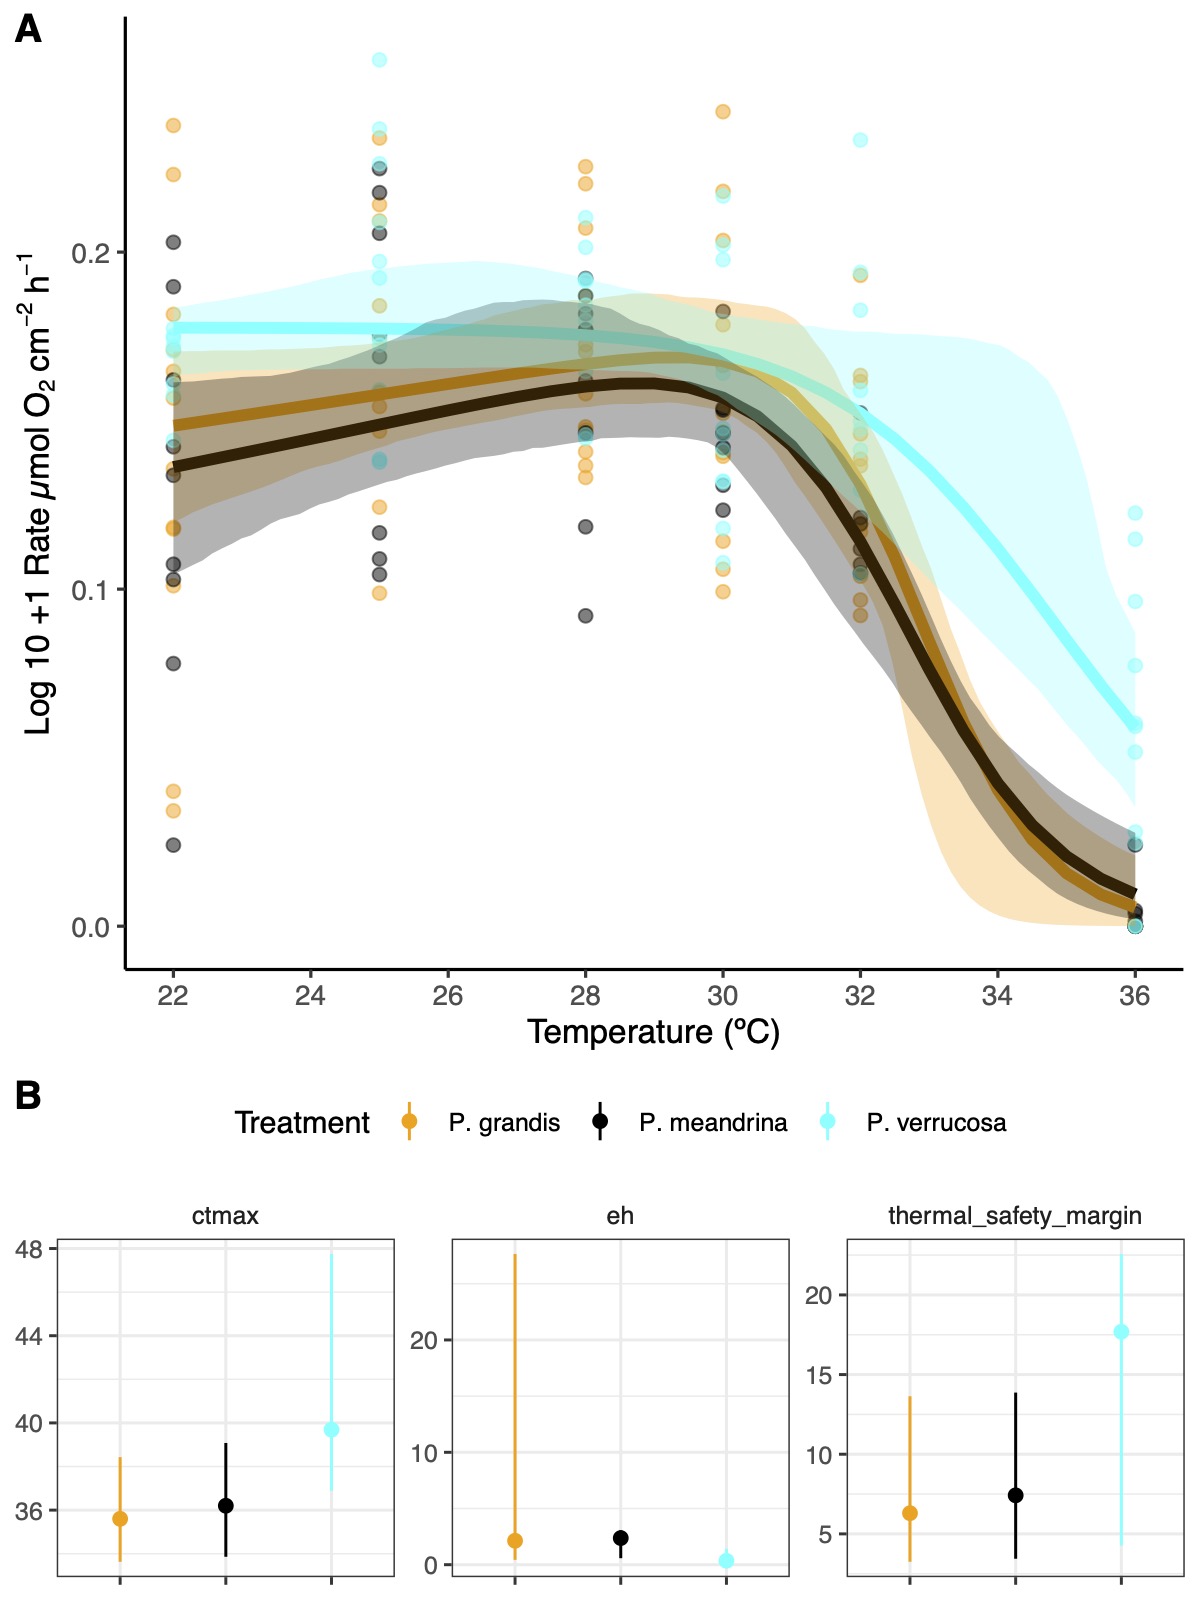 A
Log 10 +1 Rate µmol O₂ cm⁻² h⁻¹
0.2
0.1
0.0
22 24 26 28 30 32 34 36
Temperature (ºC)
B
Treatment P. grandis P. meandrina P. verrucosa
ctmax eh thermal_safety_margin
48
44
40
36
20
10
0
20
15
10
5